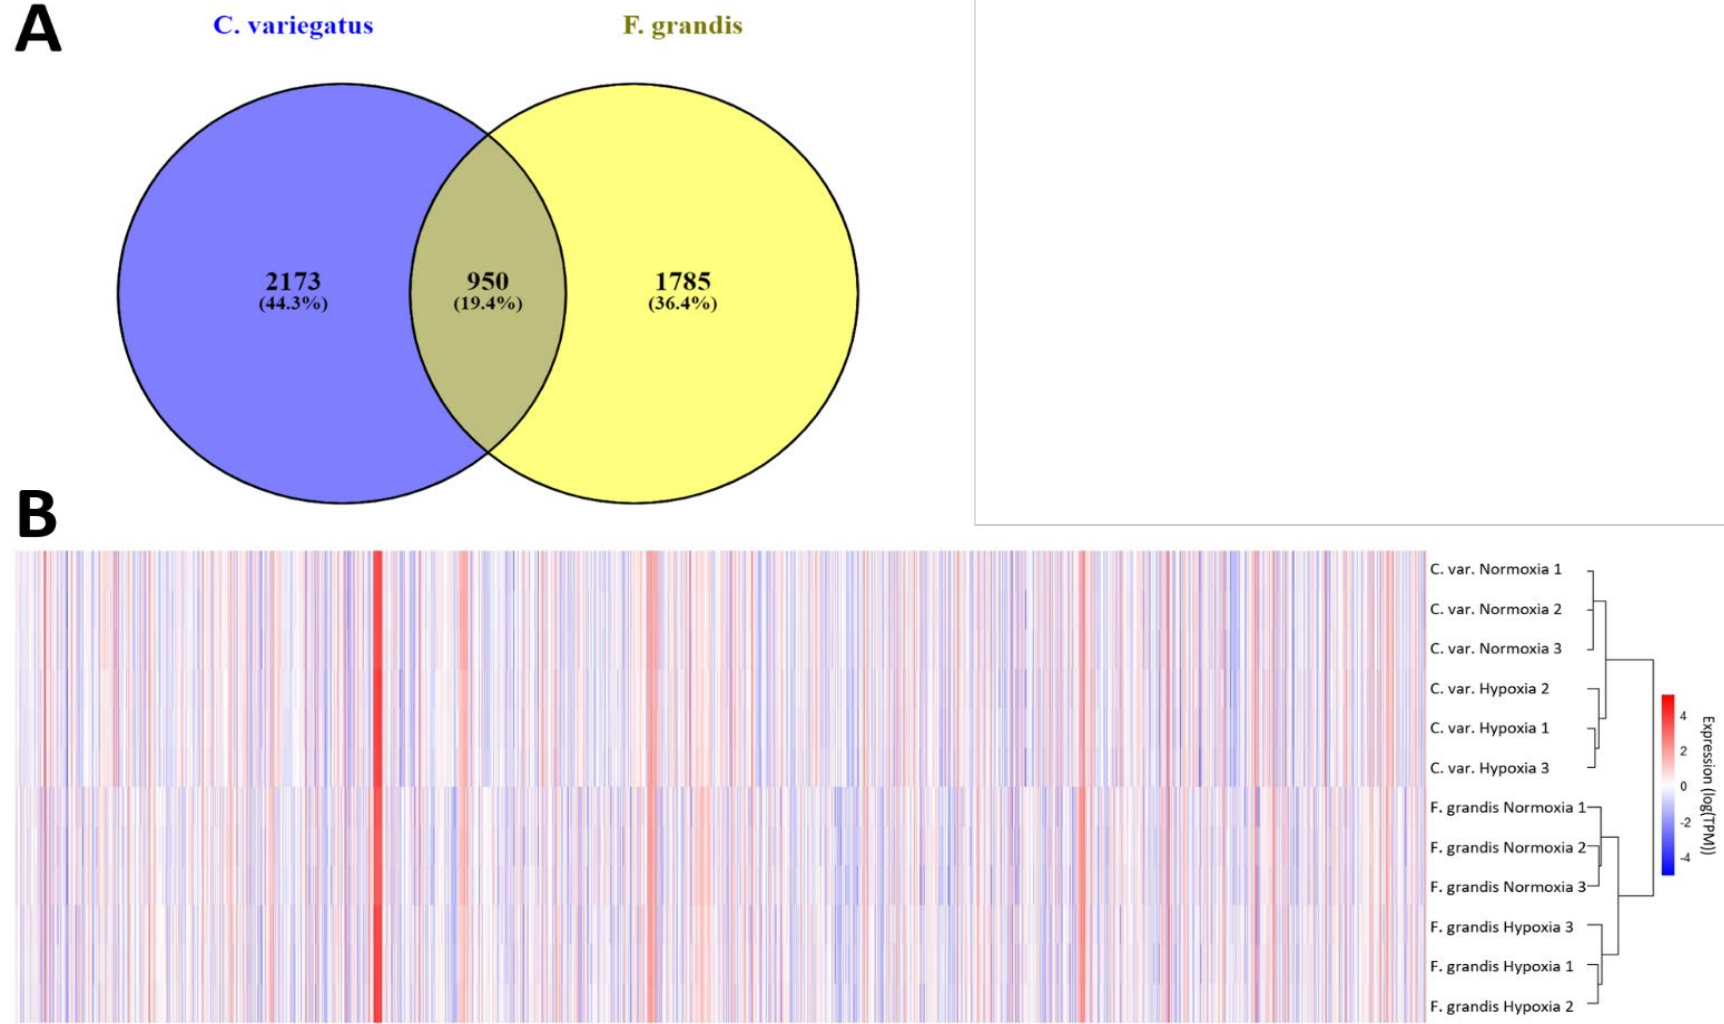 A
C. variegatus
F. grandis
2173
(44.3%)
950
(19.4%)
1785
(36.4%)
B
C. var. Normoxia 1
C. var. Normoxia 2
C. var. Normoxia 3
C. var. Hypoxia 2
C. var. Hypoxia 1
C. var. Hypoxia 3
F. grandis Normoxia 1
F. grandis Normoxia 2
F. grandis Normoxia 3
F. grandis Hypoxia 3
F. grandis Hypoxia 1
F. grandis Hypoxia 2
4
2
0
-2
-4
Expression (log(TPM))